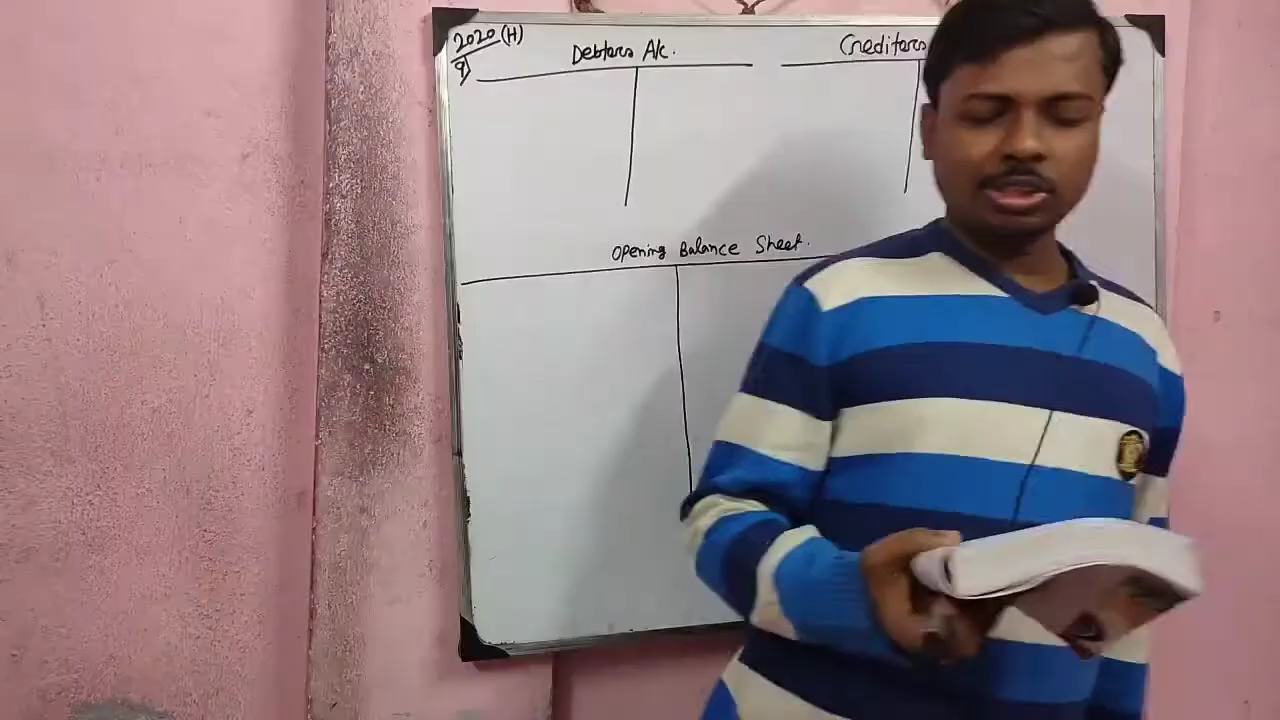 2020 (H)
9)
Debtors A/c.
Creditors
Opening Balance Sheet.